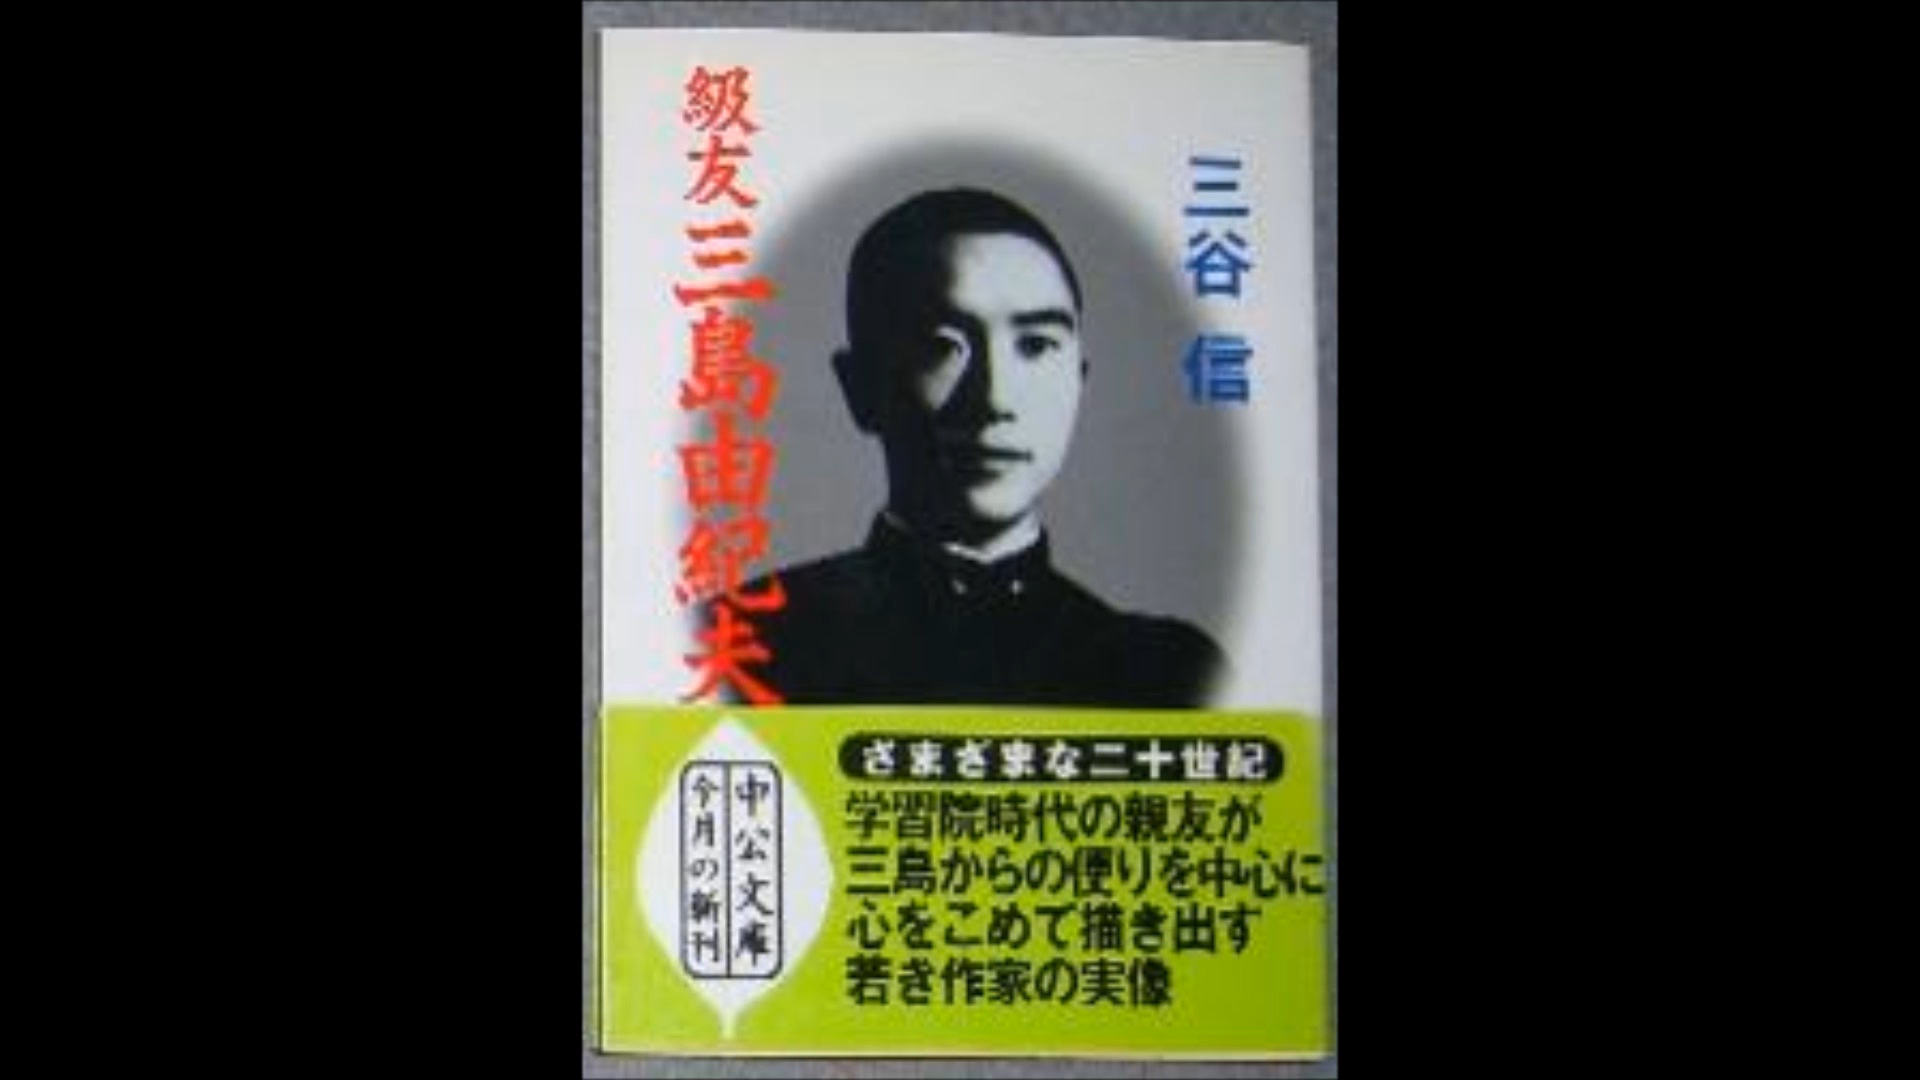 三谷 信
級友 三島由紀夫
さまざまな二十世紀
学習院時代の親友が
三島からの便りを中心に
心をこめて描き出す
若き作家の実像
中公文庫
今月の新刊